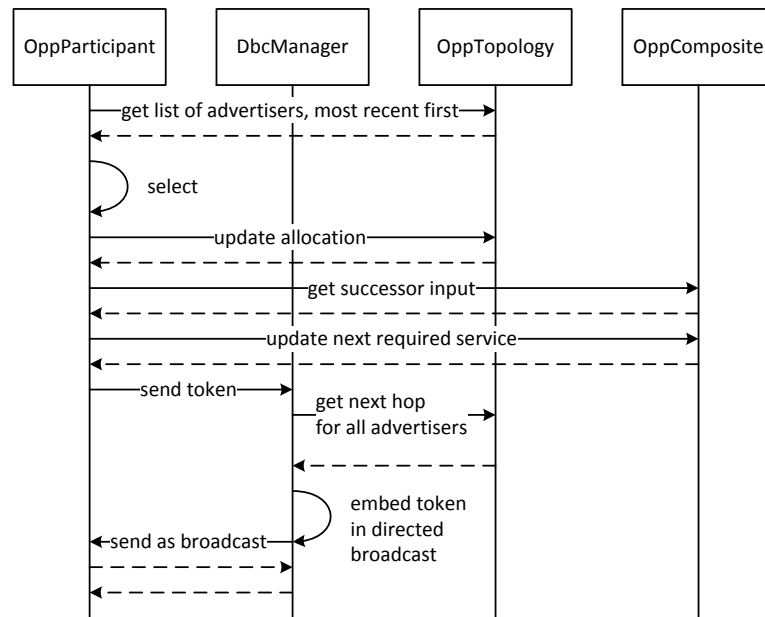 OppParticipant
DbcManager
OppTopology
OppComposite
get list of advertisers, most recent first
select
update allocation
get successor input
update next required service
send token
get next hop
for all advertisers
embed token
in directed
broadcast
send as broadcast